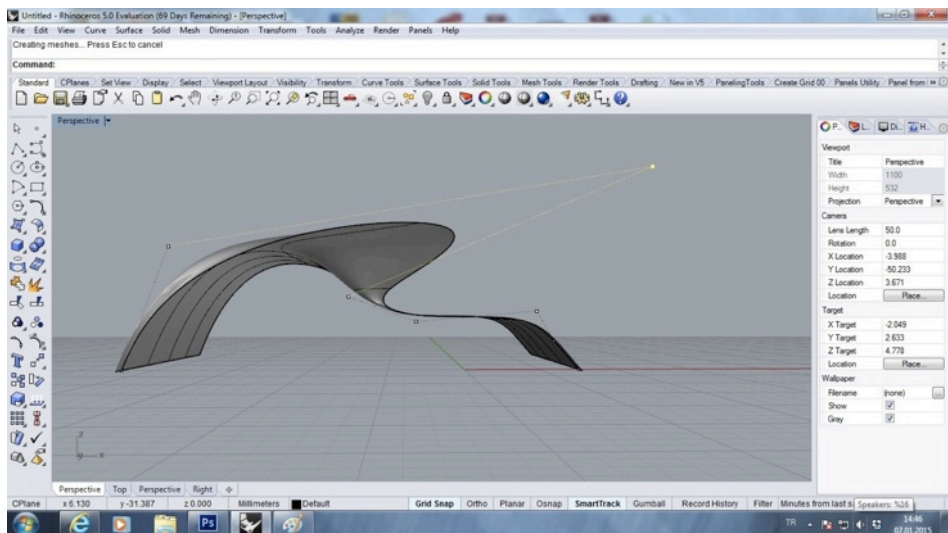 Untitled - Rhinoceros 5.0 Evaluation (69 Days Remaining) - [Perspective]
File Edit View Curve Surface Solid Mesh Dimension Transform Tools Analyze Render Panels Help
Creating meshes... Press Esc to cancel
Command:
Standard CPlanes Set View Display Select Viewport Layout Visibility Transform Curve Tools Surface Tools Solid Tools Mesh Tools Render Tools Drafting New in V5 PanelingTools Create Grid 00 Panels Utility Panel from
Perspective
P... L... Di... H...
Viewport
Title Perspective
Width 1100
Height 532
Projection Perspective
Camera
Lens Length 50.0
Rotation 0.0
X Location -3.988
Y Location -50.233
Z Location 3.671
Location Place...
Target
X Target -2.049
Y Target 2.633
Z Target 4.778
Location Place...
Wallpaper
Filename (none) ...
Show
Gray
z
y x
Perspective Top Perspective Right
CPlane x 6.130 y -31.387 z 0.000 Millimeters Default Grid Snap Ortho Planar Osnap SmartTrack Gumball Record History Filter Minutes from last s Speakers: %16
Ps
TR 14:46
07.01.2015